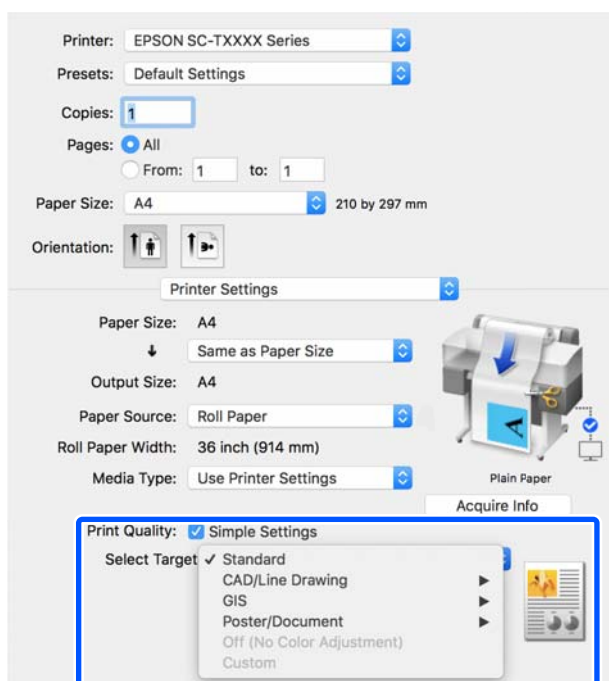 Printer: EPSON SC-TXXXX Series
Presets: Default Settings
Copies: 1
Pages: All
From: 1 to: 1
Paper Size: A4 210 by 297 mm
Orientation:
Printer Settings
Paper Size: A4
Same as Paper Size
Output Size: A4
Paper Source: Roll Paper
Roll Paper Width: 36 inch (914 mm)
Media Type: Use Printer Settings
A
Plain Paper
Acquire Info
Print Quality: Simple Settings
Select Target ✓ Standard
CAD/Line Drawing
GIS
Poster/Document
Off (No Color Adjustment)
Custom